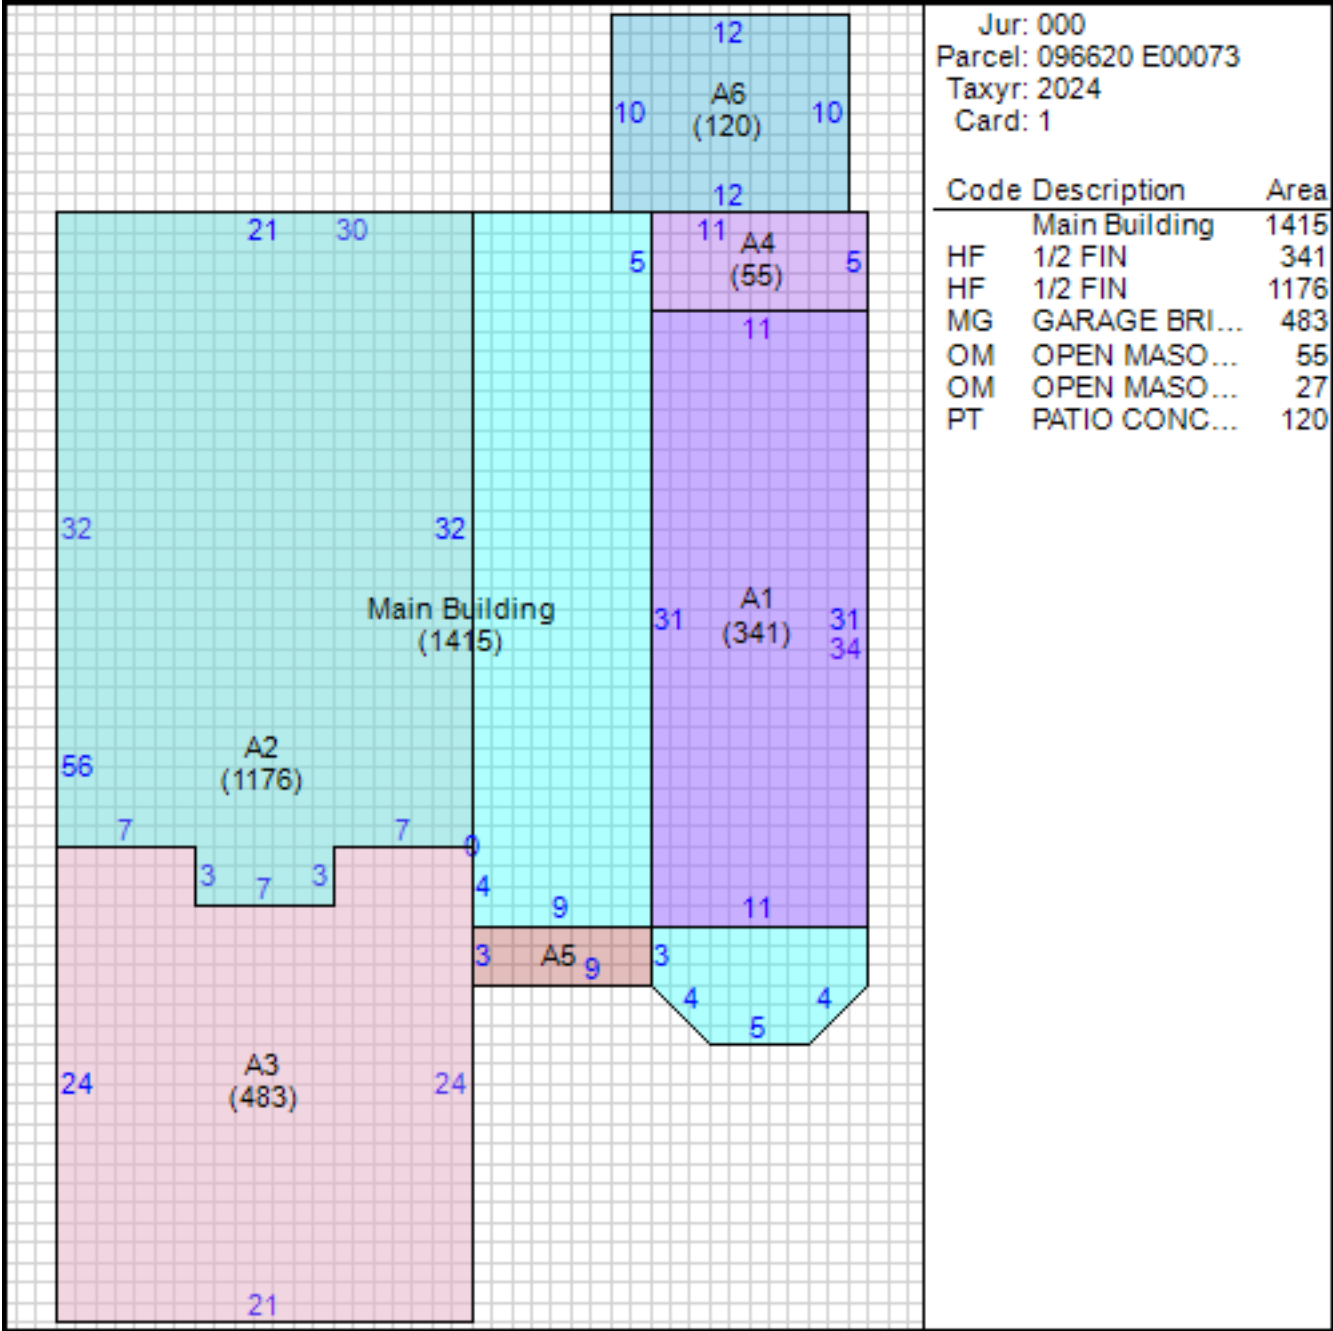 12
A6
10 10
(120)
12
21 30 11
A4
5 5
(55)
11
32 32
A1
Main Building
31 31
(341)
(1415)
34
A2
56
(1176)
7 7 0
3 7 3 4
9 11
3 A5 9 3
4 4
5
A3
24 24
(483)
21
Jur: 000
Parcel: 096620 E00073
Taxyr: 2024
Card: 1
Code Description Area
Main Building 1415
HF 1/2 FIN 341
HF 1/2 FIN 1176
MG GARAGE BRI... 483
OM OPEN MASO... 55
OM OPEN MASO... 27
PT PATIO CONC... 120